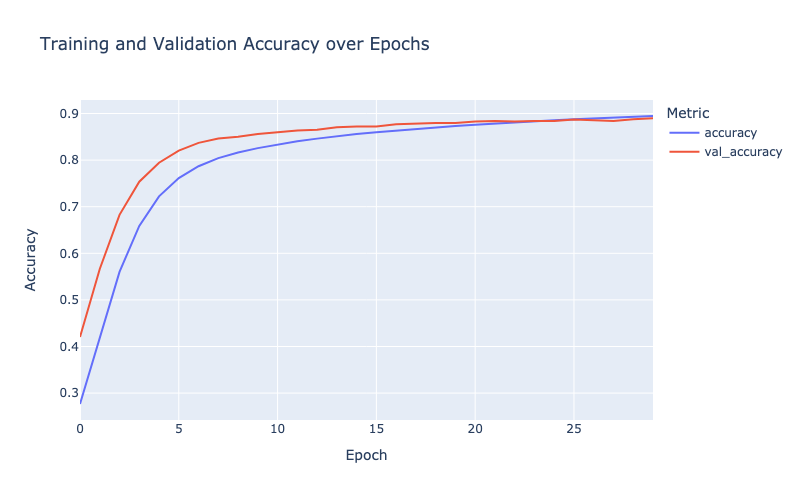 Training and Validation Accuracy over Epochs
Metric
accuracy
val_accuracy
Accuracy
0.9
0.8
0.7
0.6
0.5
0.4
0.3
0 5 10 15 20 25
Epoch